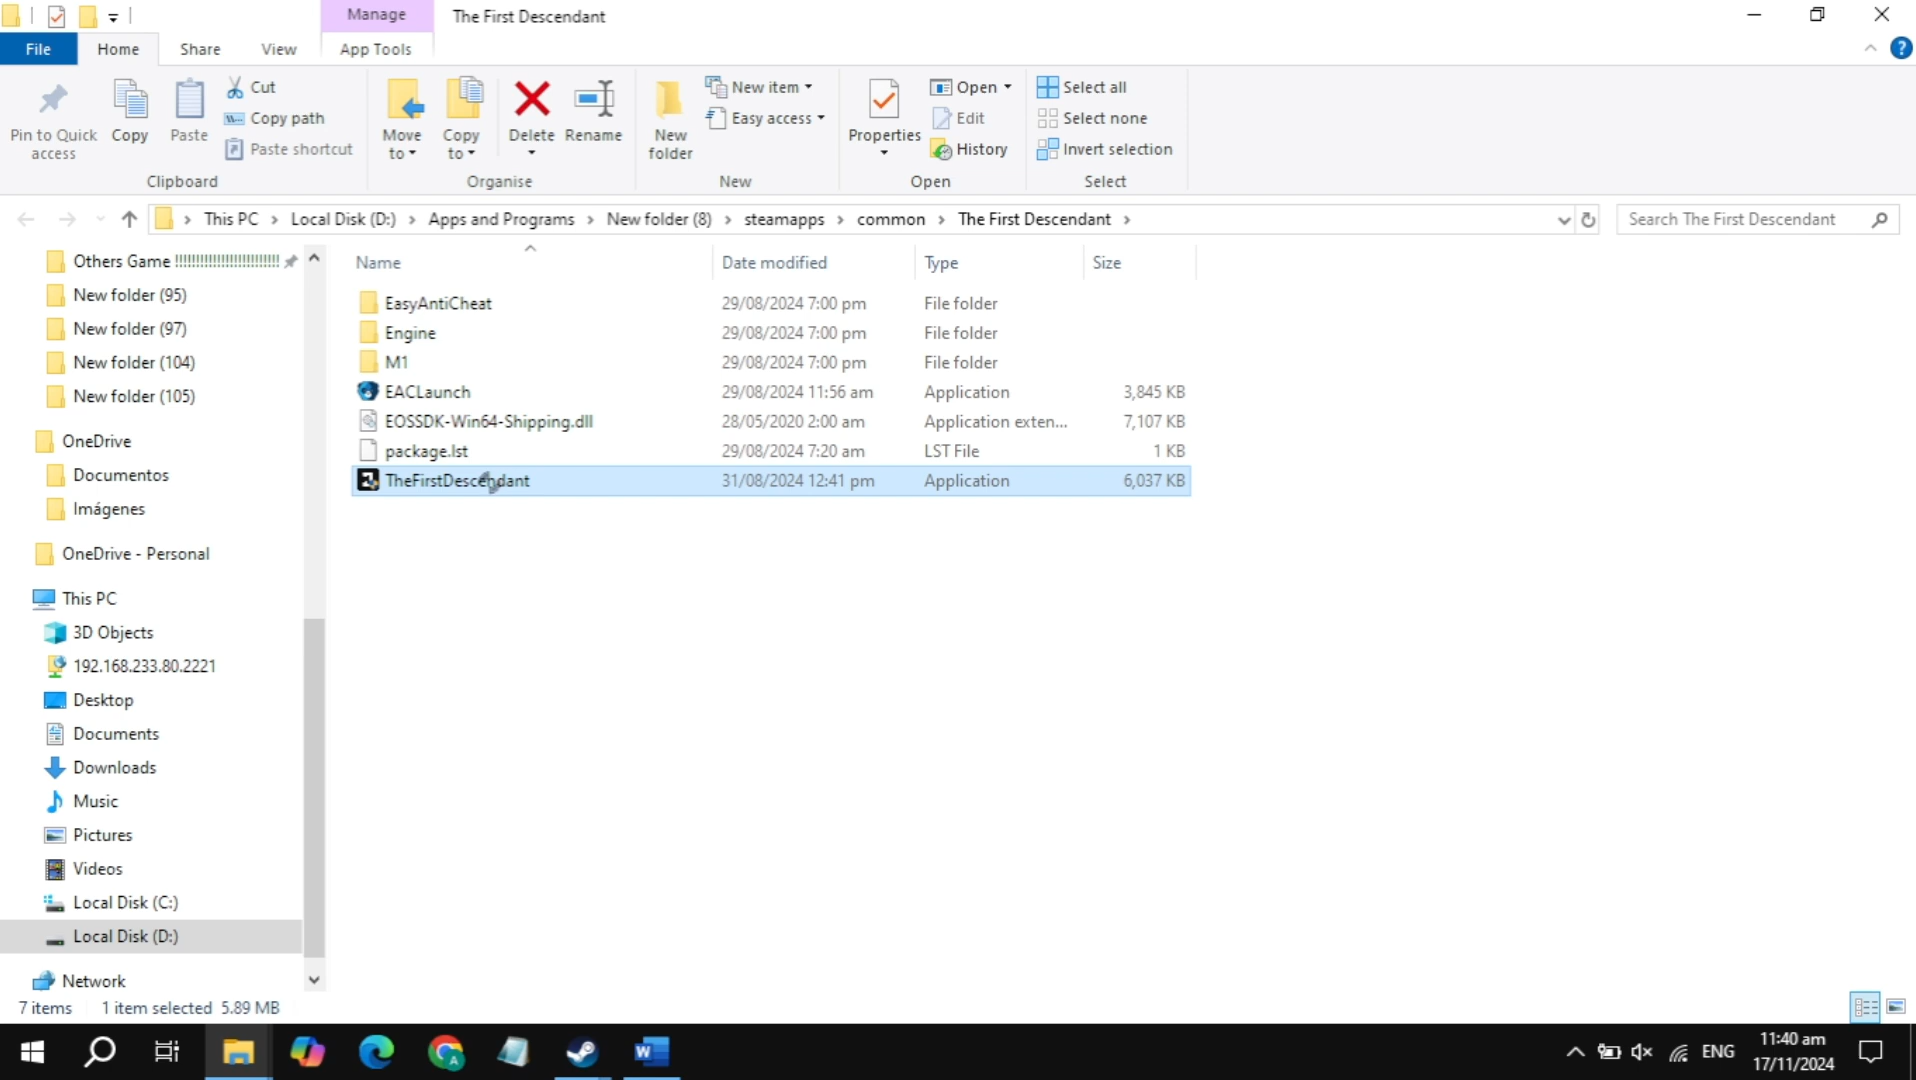 Manage
The First Descendant
File
Home
Share
View
App Tools
Pin to Quick access
Copy
Paste
Cut
Copy path
Paste shortcut
Clipboard
Move to
Copy to
Delete
Rename
Organise
New folder
New item
Easy access
New
Properties
Open
Edit
History
Open
Select all
Select none
Invert selection
Select
This PC > Local Disk (D:) > Apps and Programs > New folder (8) > steamapps > common > The First Descendant >
Search The First Descendant
Others Game !!!!!!!!!!!!!!!!!!!!!!!!!
New folder (95)
New folder (97)
New folder (104)
New folder (105)
OneDrive
Documentos
Imágenes
OneDrive - Personal
This PC
3D Objects
192.168.233.80.2221
Desktop
Documents
Downloads
Music
Pictures
Videos
Local Disk (C:)
Local Disk (D:)
Network
Name Date modified Type Size
EasyAntiCheat 29/08/2024 7:00 pm File folder
Engine 29/08/2024 7:00 pm File folder
M1 29/08/2024 7:00 pm File folder
EACLaunch 29/08/2024 11:56 am Application 3,845 KB
EOSSDK-Win64-Shipping.dll 28/05/2020 2:00 am Application exten... 7,107 KB
package.lst 29/08/2024 7:20 am LST File 1 KB
TheFirstDescendant 31/08/2024 12:41 pm Application 6,037 KB
7 items 1 item selected 5.89 MB
ENG
11:40 am
17/11/2024